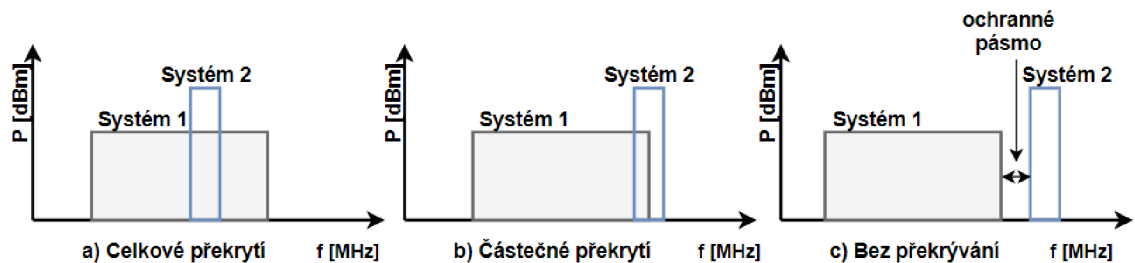 P [dBm]
Systém 1
Systém 2
a) Celkové překrytí
f [MHz]
P [dBm]
Systém 1
Systém 2
b) Částečné překrytí
f [MHz]
ochranné
pásmo
P [dBm]
Systém 1
Systém 2
c) Bez překrývání
f [MHz]